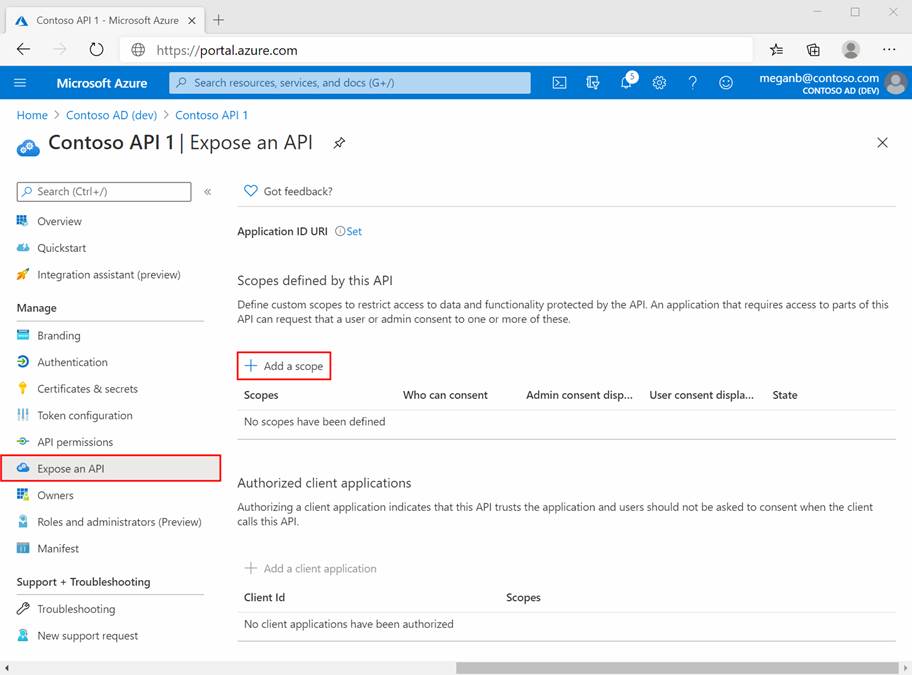 Contoso API 1 - Microsoft Azure
https://portal.azure.com
Microsoft Azure
Search resources, services, and docs (G+/)
5
meganb@contoso.com
CONTOSO AD (DEV)
Home > Contoso AD (dev) > Contoso API 1
Contoso API 1 | Expose an API
Search (Ctrl+/)
Overview
Quickstart
Integration assistant (preview)
Manage
Branding
Authentication
Certificates & secrets
Token configuration
API permissions
Expose an API
Owners
Roles and administrators (Preview)
Manifest
Support + Troubleshooting
Troubleshooting
New support request
Got feedback?
Application ID URI Set
Scopes defined by this API
Define custom scopes to restrict access to data and functionality protected by the API. An application that requires access to parts of this
API can request that a user or admin consent to one or more of these.
Add a scope
Scopes Who can consent Admin consent disp... User consent displa... State
No scopes have been defined
Authorized client applications
Authorizing a client application indicates that this API trusts the application and users should not be asked to consent when the client
calls this API.
Add a client application
Client Id Scopes
No client applications have been authorized